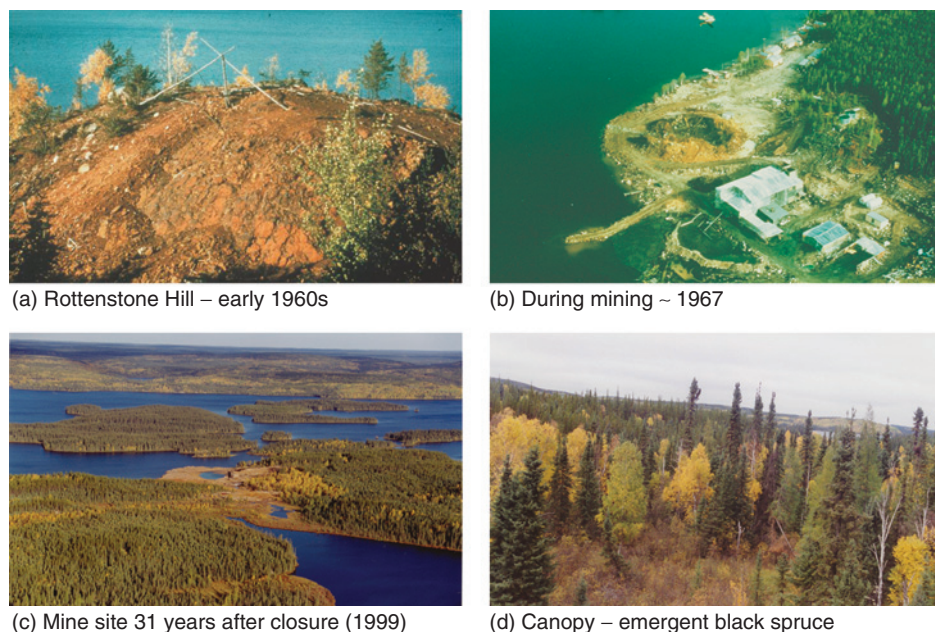 (a) Rottenstone Hill – early 1960s
(b) During mining ~ 1967
(c) Mine site 31 years after closure (1999)
(d) Canopy – emergent black spruce